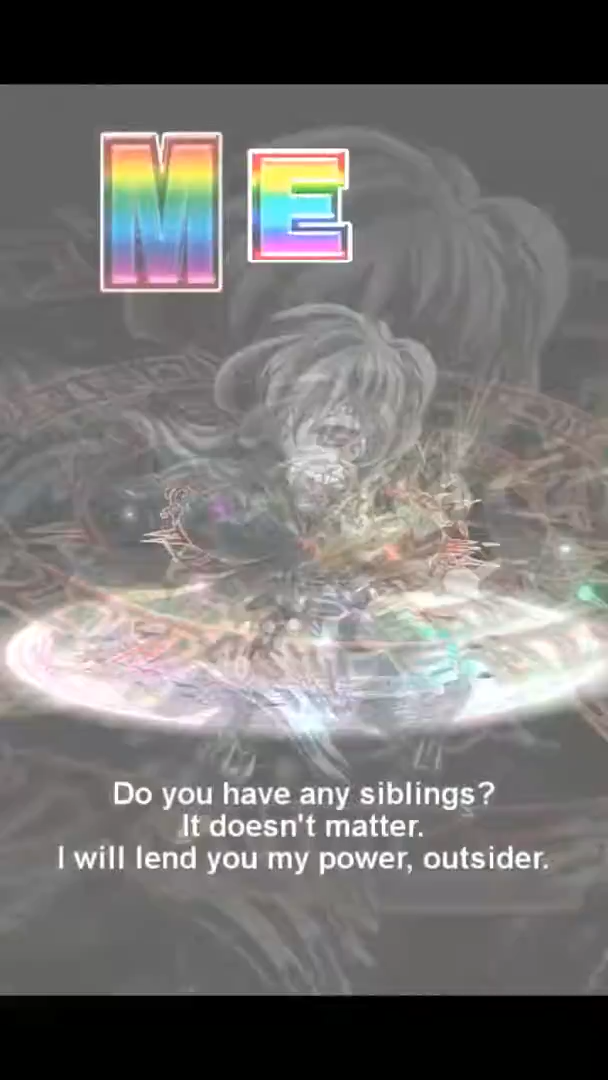 ME
Do you have any siblings?
It doesn't matter.
I will lend you my power, outsider.